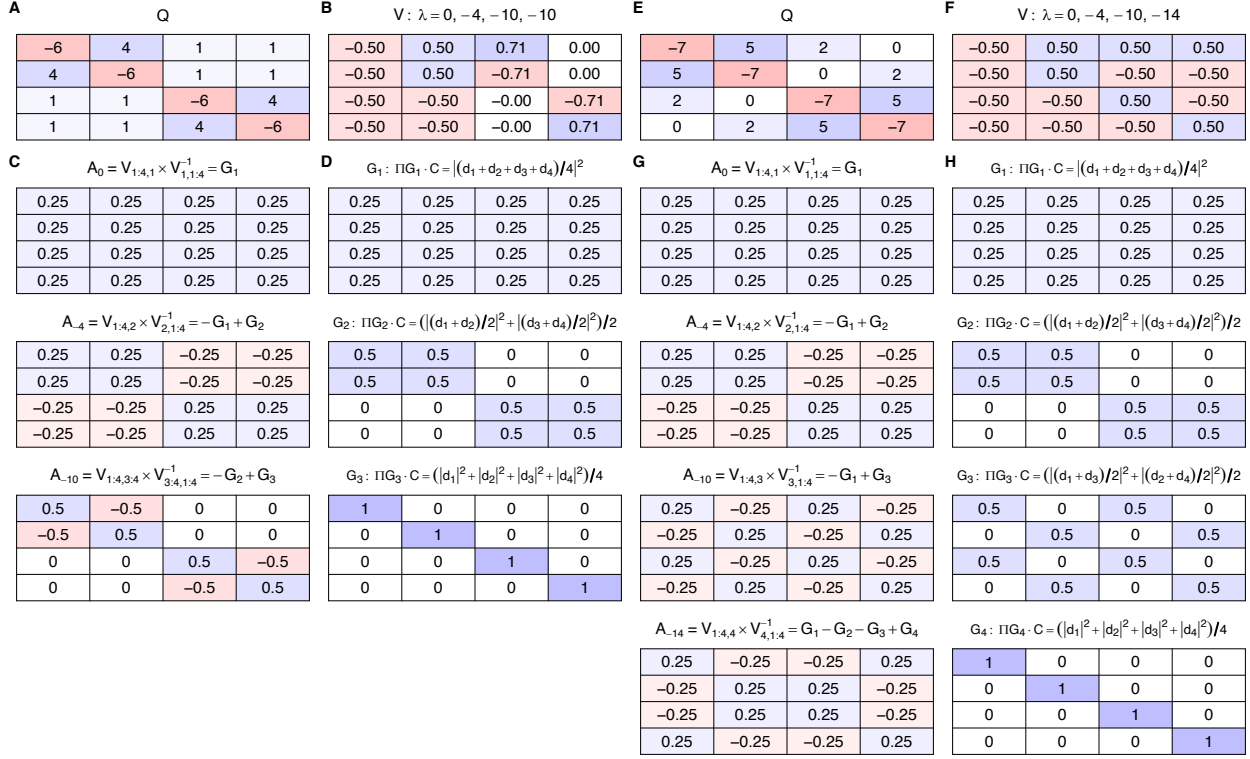 A
Q
−6 4 1 1
4 −6 1 1
1 1 −6 4
1 1 4 −6
B
V : λ = 0, −4, −10, −10
−0.50 0.50 0.71 0.00
−0.50 0.50 −0.71 0.00
−0.50 −0.50 −0.00 −0.71
−0.50 −0.50 −0.00 0.71
E
Q
−7 5 2 0
5 −7 0 2
2 0 −7 5
0 2 5 −7
F
V : λ = 0, −4, −10, −14
−0.50 0.50 0.50 0.50
−0.50 0.50 −0.50 −0.50
−0.50 −0.50 0.50 −0.50
−0.50 −0.50 −0.50 0.50
C
A₀ = V₁:₄,₁ × V⁻¹₁,₁:₄ = G₁
0.25 0.25 0.25 0.25
0.25 0.25 0.25 0.25
0.25 0.25 0.25 0.25
0.25 0.25 0.25 0.25
A₋₄ = V₁:₄,₂ × V⁻¹₂,₁:₄ = −G₁ + G₂
0.25 0.25 −0.25 −0.25
0.25 0.25 −0.25 −0.25
−0.25 −0.25 0.25 0.25
−0.25 −0.25 0.25 0.25
A₋₁₀ = V₁:₄,₃:₄ × V⁻¹₃:₄,₁:₄ = −G₂ + G₃
0.5 −0.5 0 0
−0.5 0.5 0 0
0 0 0.5 −0.5
0 0 −0.5 0.5
D
G₁ : ΠG₁ · C = |(d₁ + d₂ + d₃ + d₄)/4|²
0.25 0.25 0.25 0.25
0.25 0.25 0.25 0.25
0.25 0.25 0.25 0.25
0.25 0.25 0.25 0.25
G₂ : ΠG₂ · C = (|(d₁ + d₂)/2|² + |(d₃ + d₄)/2|²)/2
0.5 0.5 0 0
0.5 0.5 0 0
0 0 0.5 0.5
0 0 0.5 0.5
G₃ : ΠG₃ · C = (|d₁|² + |d₂|² + |d₃|² + |d₄|²)/4
1 0 0 0
0 1 0 0
0 0 1 0
0 0 0 1
G
A₀ = V₁:₄,₁ × V⁻¹₁,₁:₄ = G₁
0.25 0.25 0.25 0.25
0.25 0.25 0.25 0.25
0.25 0.25 0.25 0.25
0.25 0.25 0.25 0.25
A₋₄ = V₁:₄,₂ × V⁻¹₂,₁:₄ = −G₁ + G₂
0.25 0.25 −0.25 −0.25
0.25 0.25 −0.25 −0.25
−0.25 −0.25 0.25 0.25
−0.25 −0.25 0.25 0.25
A₋₁₀ = V₁:₄,₃ × V⁻¹₃,₁:₄ = −G₁ + G₃
0.25 −0.25 0.25 −0.25
−0.25 0.25 −0.25 0.25
0.25 −0.25 0.25 −0.25
−0.25 0.25 −0.25 0.25
A₋₁₄ = V₁:₄,₄ × V⁻¹₄,₁:₄ = G₁ − G₂ − G₃ + G₄
0.25 −0.25 −0.25 0.25
−0.25 0.25 0.25 −0.25
−0.25 0.25 0.25 −0.25
0.25 −0.25 −0.25 0.25
H
G₁ : ΠG₁ · C = |(d₁ + d₂ + d₃ + d₄)/4|²
0.25 0.25 0.25 0.25
0.25 0.25 0.25 0.25
0.25 0.25 0.25 0.25
0.25 0.25 0.25 0.25
G₂ : ΠG₂ · C = (|(d₁ + d₂)/2|² + |(d₃ + d₄)/2|²)/2
0.5 0.5 0 0
0.5 0.5 0 0
0 0 0.5 0.5
0 0 0.5 0.5
G₃ : ΠG₃ · C = (|(d₁ + d₃)/2|² + |(d₂ + d₄)/2|²)/2
0.5 0 0.5 0
0 0.5 0 0.5
0.5 0 0.5 0
0 0.5 0 0.5
G₄ : ΠG₄ · C = (|d₁|² + |d₂|² + |d₃|² + |d₄|²)/4
1 0 0 0
0 1 0 0
0 0 1 0
0 0 0 1